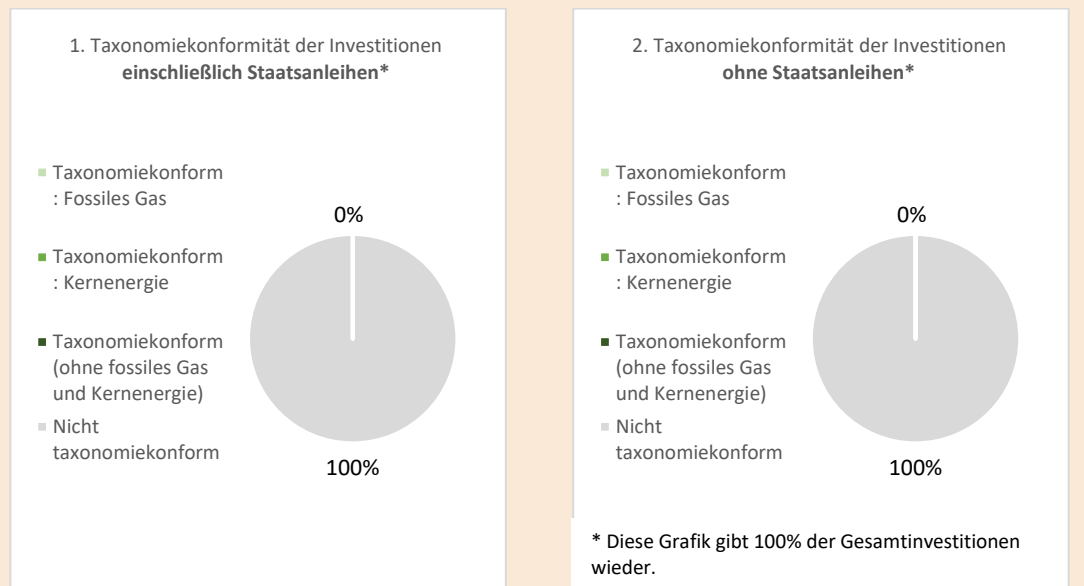 1. Taxonomiekonformität der Investitionen
einschließlich Staatsanleihen*
Taxonomiekonform
: Fossiles Gas
Taxonomiekonform
: Kernenergie
Taxonomiekonform
(ohne fossiles Gas
und Kernenergie)
Nicht
taxonomiekonform
0%
100%
2. Taxonomiekonformität der Investitionen
ohne Staatsanleihen*
Taxonomiekonform
: Fossiles Gas
Taxonomiekonform
: Kernenergie
Taxonomiekonform
(ohne fossiles Gas
und Kernenergie)
Nicht
taxonomiekonform
0%
100%
* Diese Grafik gibt 100% der Gesamtinvestitionen
wieder.